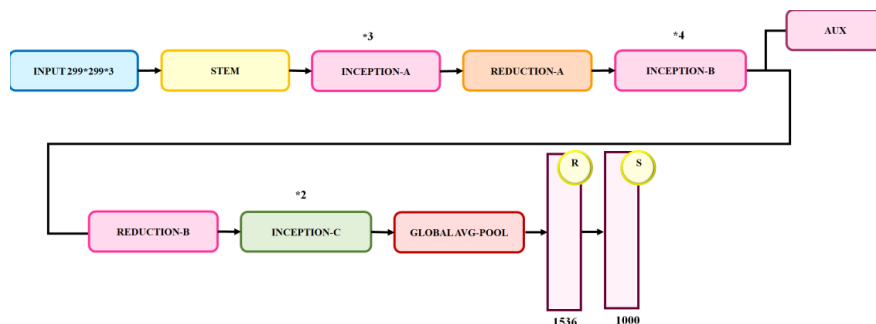 *3
*4
AUX
INPUT 299*299*3
STEM
INCEPTION-A
REDUCTION-A
INCEPTION-B
R
S
*2
REDUCTION-B
INCEPTION-C
GLOBAL AVG-POOL
1536
1000